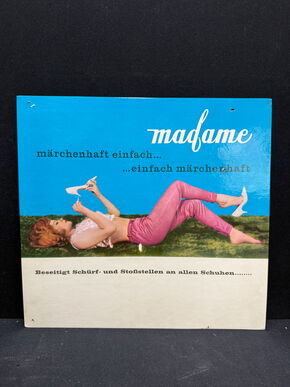 madame
märchenhaft einfach...
...einfach märchenhaft
Beseitigt Schürf- und Stoßstellen an allen Schuhen........